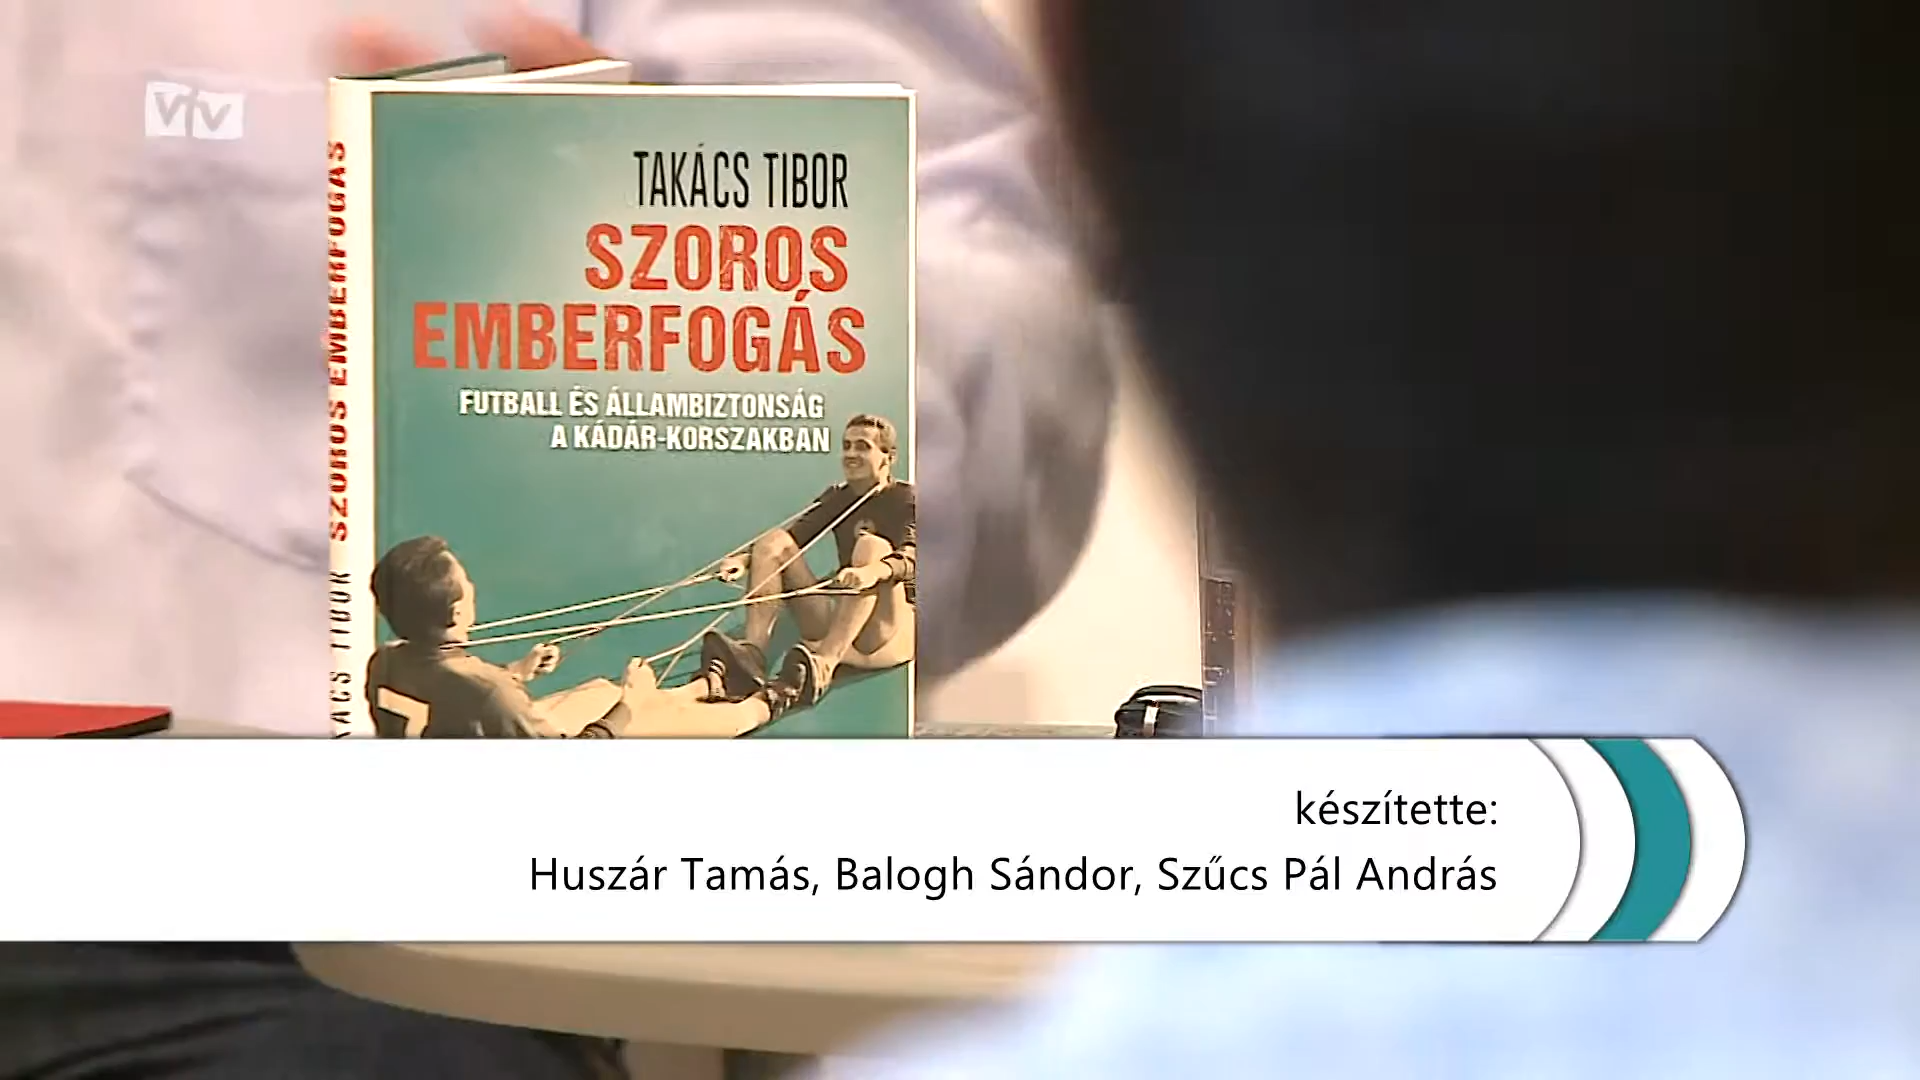 vtv
TAKÁCS TIBOR
SZOROS
EMBERFOGÁS
FUTBALL ÉS ÁLLAMBIZTONSÁG
A KÁDÁR-KORSZAKBAN
SZOROS EMBERFOGÁS
TIBOR
7
készítette:
Huszár Tamás, Balogh Sándor, Szűcs Pál András